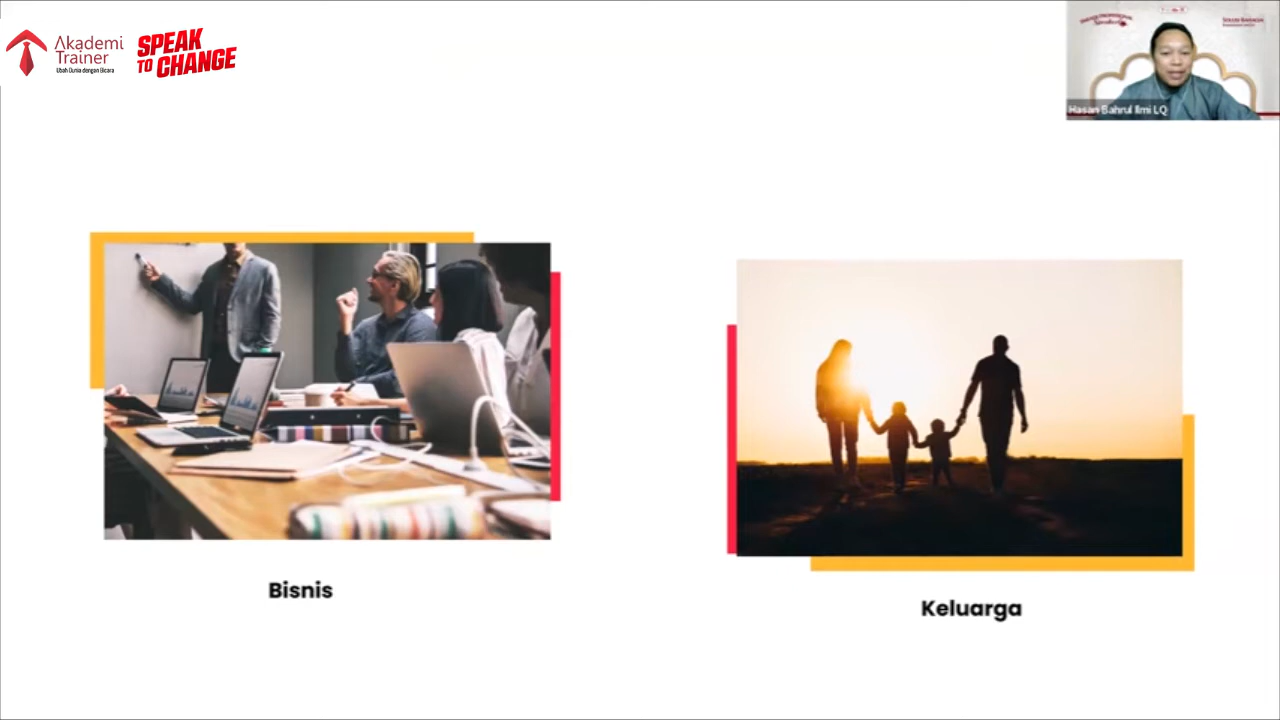 Akademi
Trainer
Ubah Dunia dengan Bicara
SPEAK
TO CHANGE
Hasan Bahrul Ilmi LQ
Bisnis
Keluarga